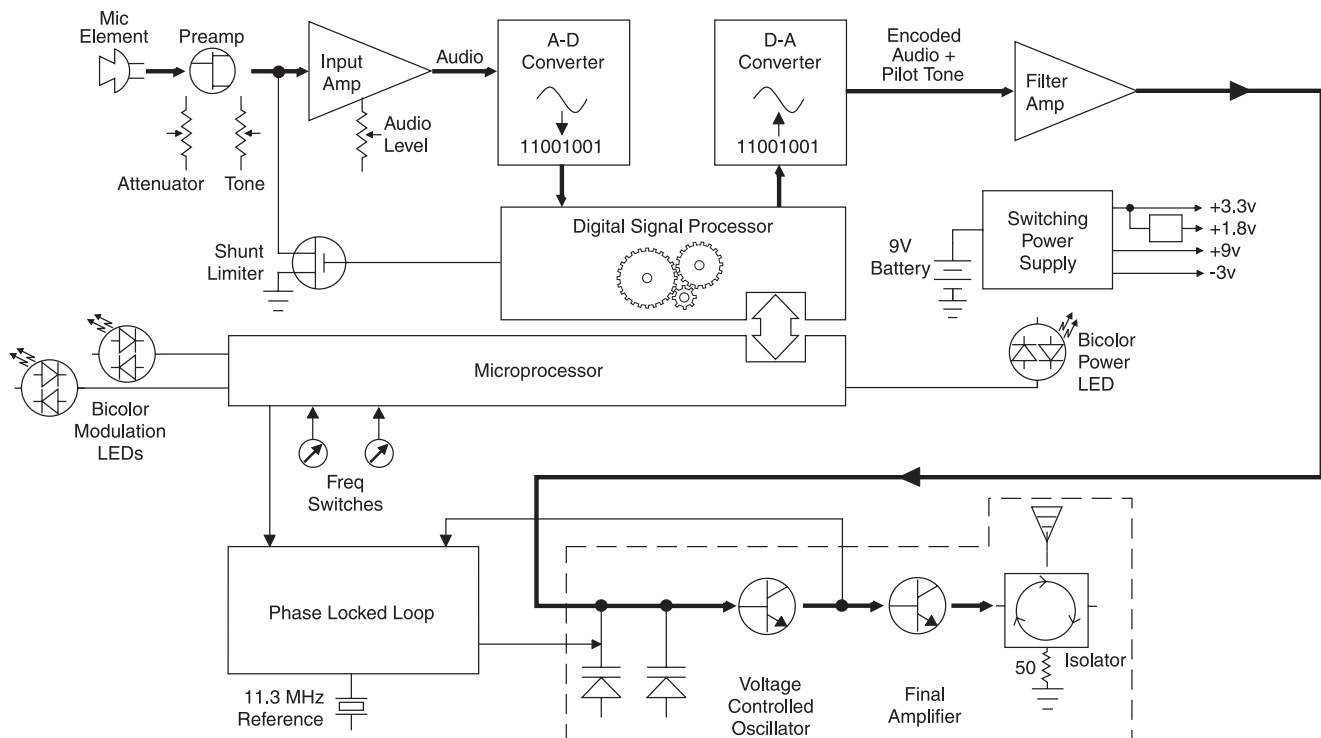 Mic
Element
Preamp
Input
Amp
Audio
A-D
Converter
11001001
D-A
Converter
11001001
Encoded
Audio +
Pilot Tone
Filter
Amp
Attenuator
Tone
Audio
Level
Digital Signal Processor
Shunt
Limiter
9V
Battery
Switching
Power
Supply
+3.3v
+1.8v
+9v
-3v
Microprocessor
Bicolor
Modulation
LEDs
Bicolor
Power
LED
Freq
Switches
Phase Locked Loop
11.3 MHz
Reference
Voltage
Controlled
Oscillator
Final
Amplifier
50
Isolator